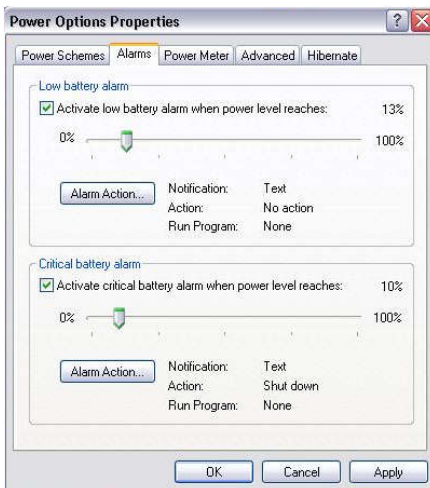 Power Options Properties
?
Power Schemes Alarms Power Meter Advanced Hibernate
Low battery alarm
Activate low battery alarm when power level reaches: 13%
0% 100%
Alarm Action... Notification: Text
Action: No action
Run Program: None
Critical battery alarm
Activate critical battery alarm when power level reaches: 10%
0% 100%
Alarm Action... Notification: Text
Action: Shut down
Run Program: None
OK Cancel Apply